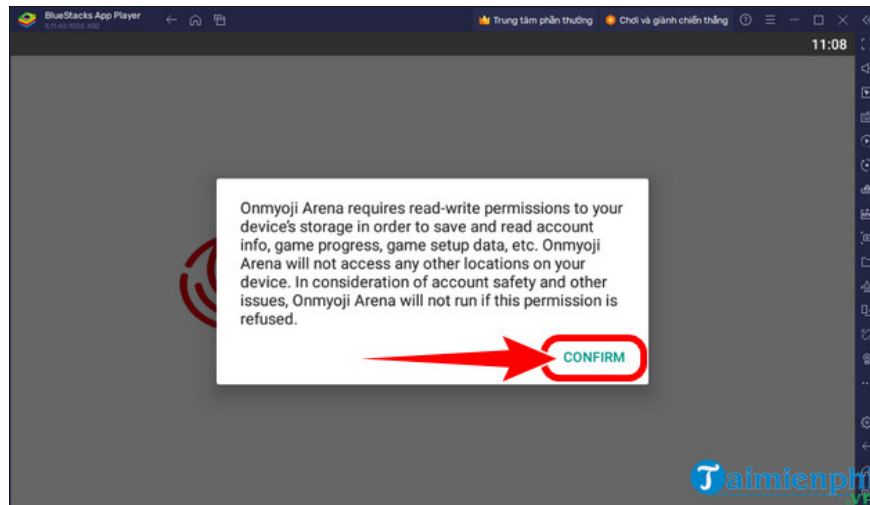 BlueStacks App Player
Trung tâm phần thưởng
Chơi và giành chiến thắng
11:08
Onmyoji Arena requires read-write permissions to your
device's storage in order to save and read account
info, game progress, game setup data, etc. Onmyoji
Arena will not access any other locations on your
device. In consideration of account safety and other
issues, Onmyoji Arena will not run if this permission is
refused.
CONFIRM
Taimienph
.vn